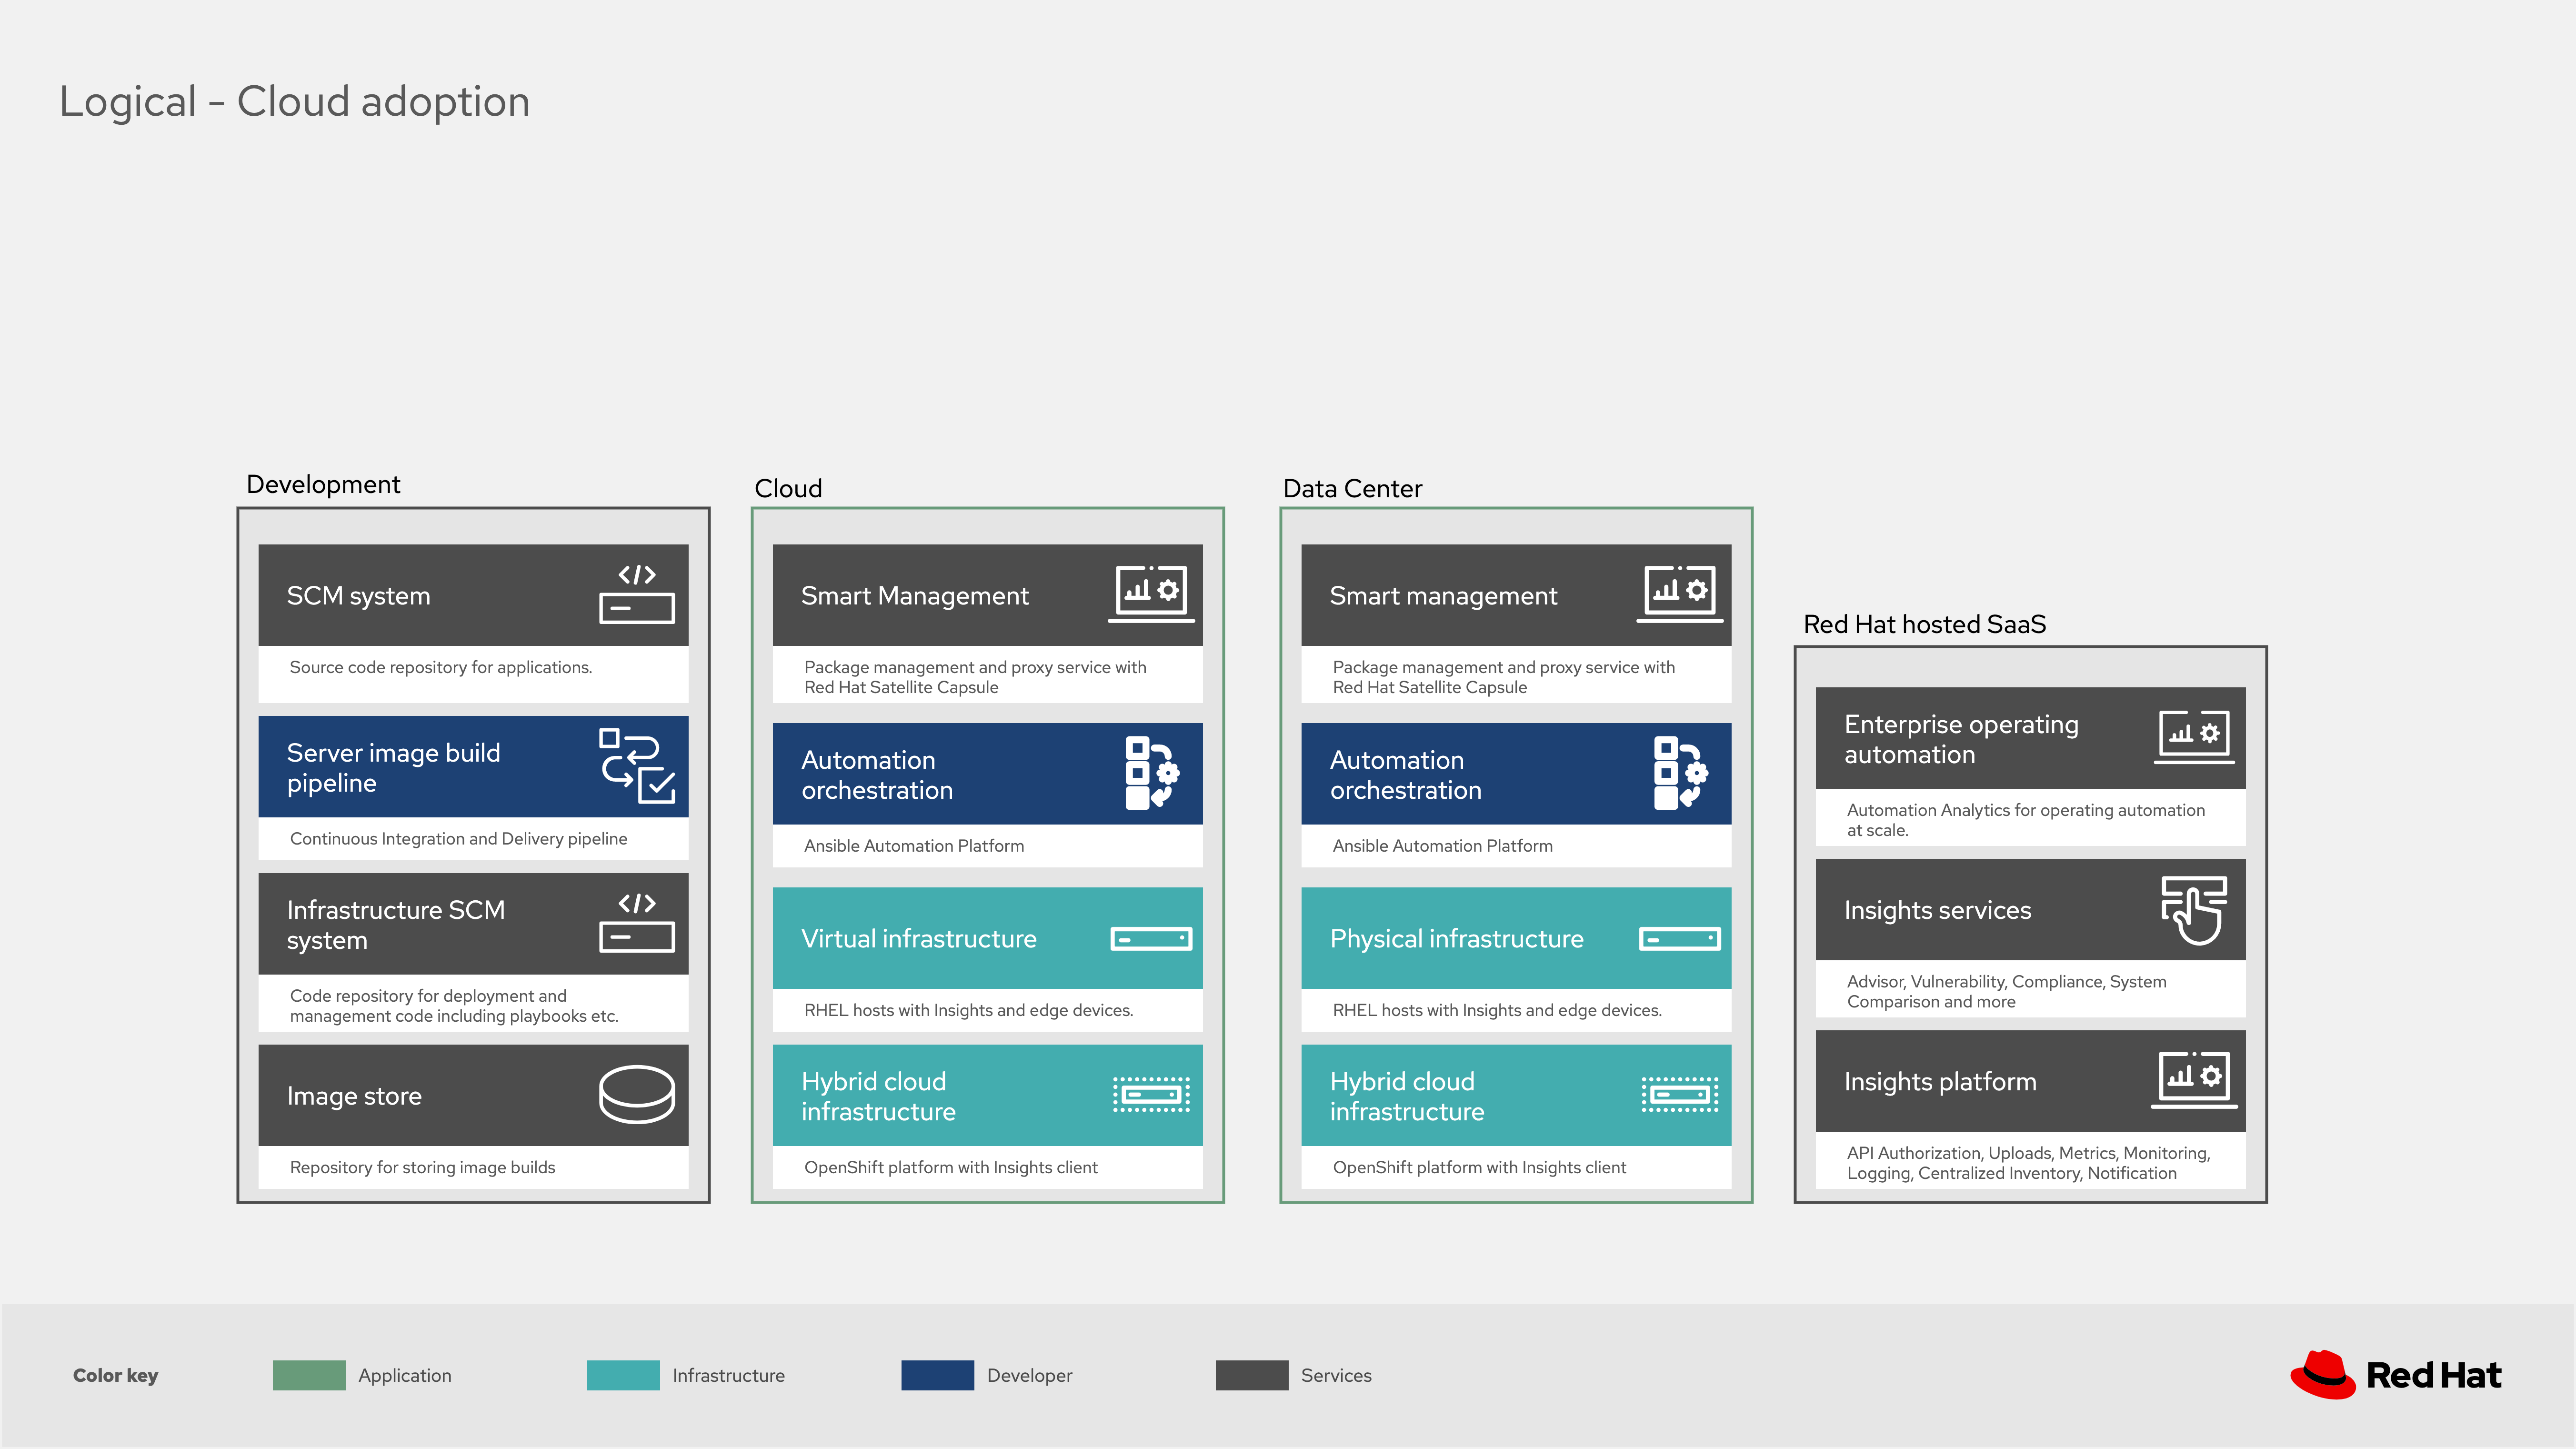 Logical - Cloud adoption
Development
SCM system
</>
Source code repository for applications.
Server image build
pipeline
Continuous Integration and Delivery pipeline
Infrastructure SCM
system
</>
Code repository for deployment and
management code including playbooks etc.
Image store
Repository for storing image builds
Cloud
Smart Management
Package management and proxy service with
Red Hat Satellite Capsule
Automation
orchestration
Ansible Automation Platform
Virtual infrastructure
RHEL hosts with Insights and edge devices.
Hybrid cloud
infrastructure
OpenShift platform with Insights client
Data Center
Smart management
Package management and proxy service with
Red Hat Satellite Capsule
Automation
orchestration
Ansible Automation Platform
Physical infrastructure
RHEL hosts with Insights and edge devices.
Hybrid cloud
infrastructure
OpenShift platform with Insights client
Red Hat hosted SaaS
Enterprise operating
automation
Automation Analytics for operating automation
at scale.
Insights services
Advisor, Vulnerability, Compliance, System
Comparison and more
Insights platform
API Authorization, Uploads, Metrics, Monitoring,
Logging, Centralized Inventory, Notification
Color key
Application
Infrastructure
Developer
Services
Red Hat